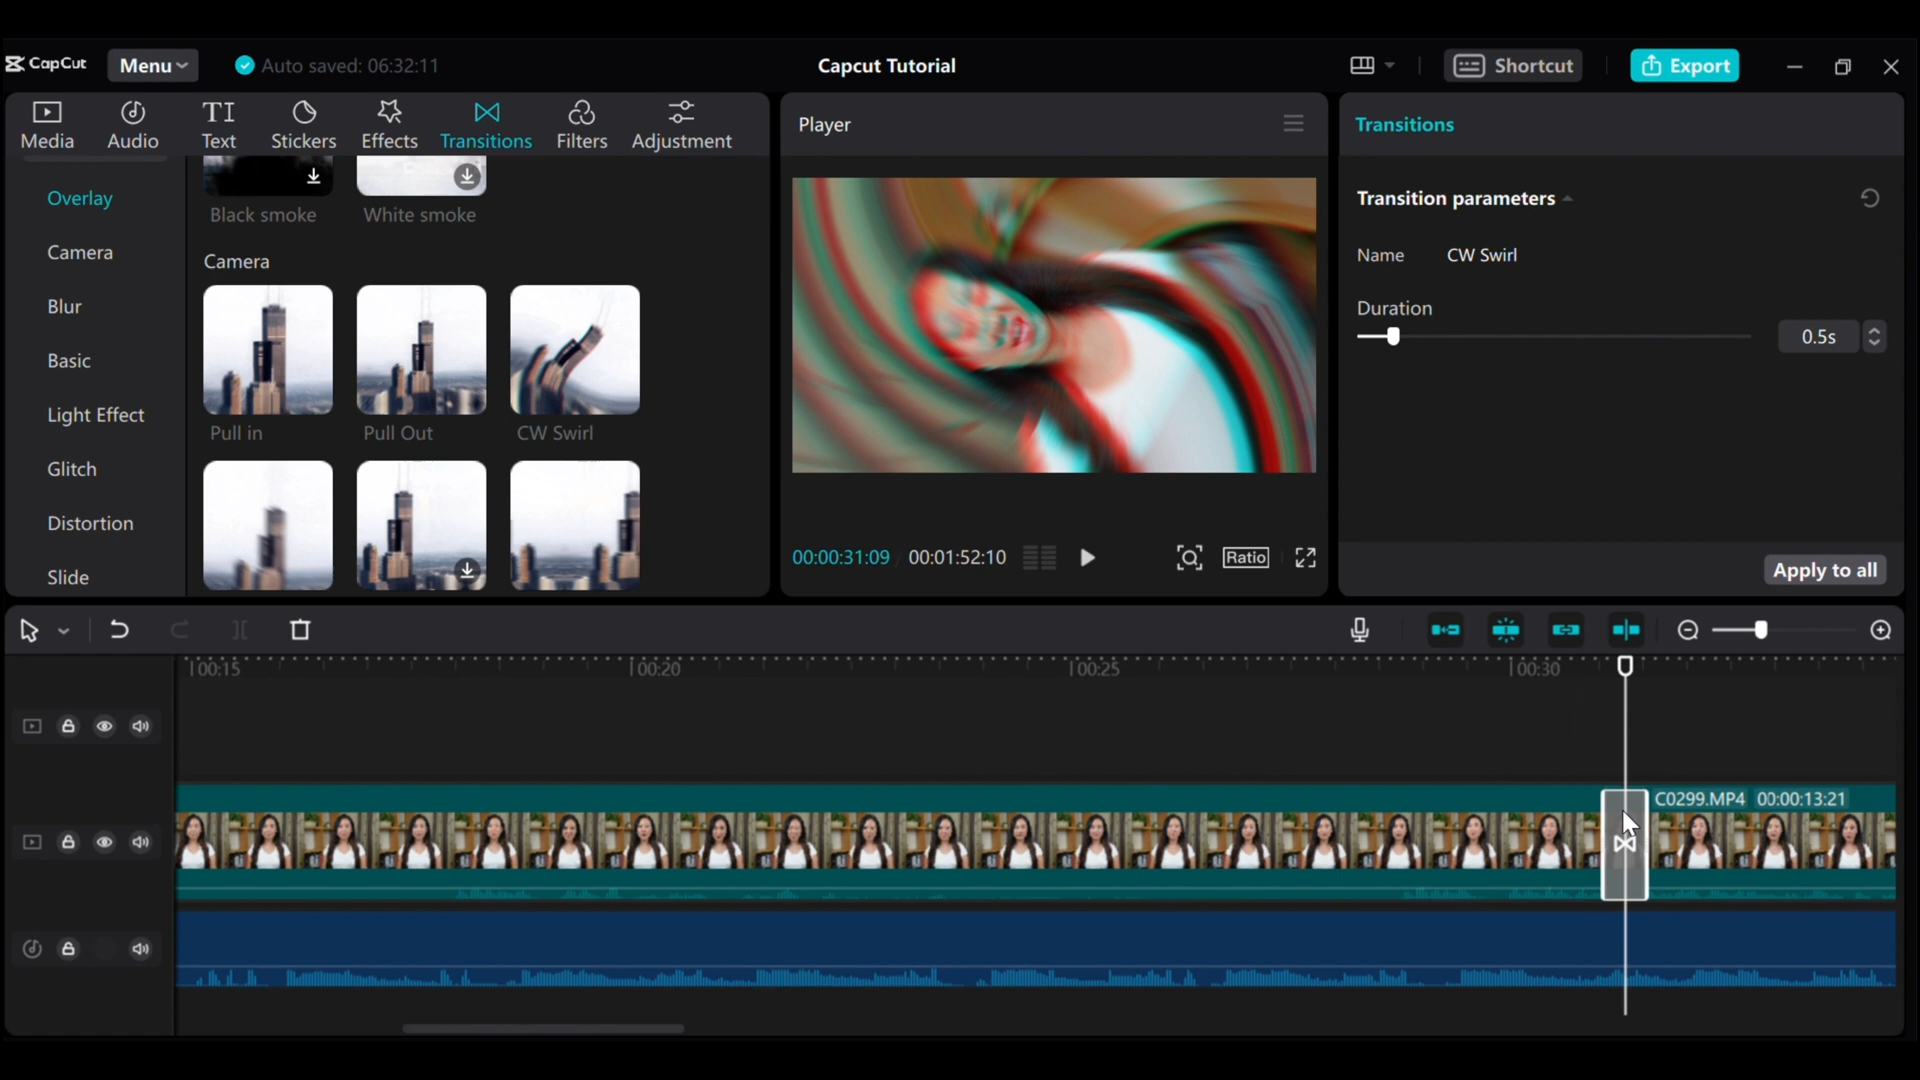 CapCut
Menu
Auto saved: 06:32:11
Capcut Tutorial
Shortcut
Export
Media
Audio
TI
Text
Stickers
Effects
Transitions
Filters
Adjustment
Overlay
Camera
Blur
Basic
Light Effect
Glitch
Distortion
Slide
Black smoke
White smoke
Camera
Pull in
Pull Out
CW Swirl
Player
00:00:31:09
00:01:52:10
Ratio
Transitions
Transition parameters
Name
CW Swirl
Duration
0.5s
Apply to all
00:15
00:20
00:25
00:30
C0299.MP4 00:00:13:21